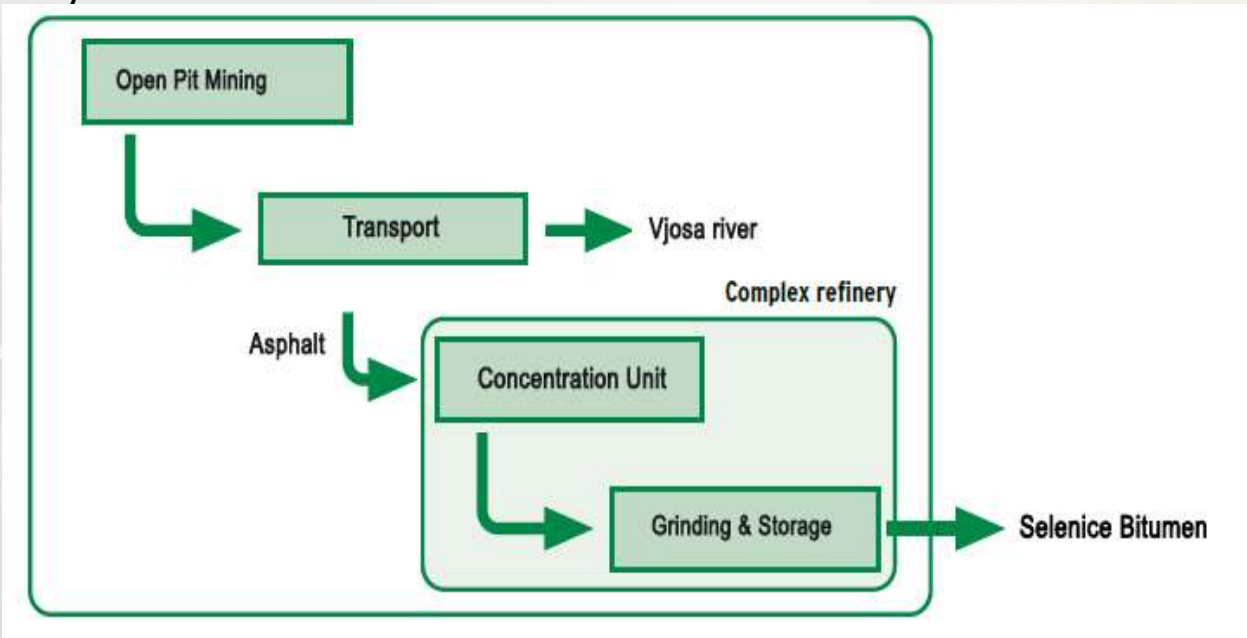 Open Pit Mining
Transport
Vjosa river
Complex refinery
Asphalt
Concentration Unit
Grinding & Storage
Selenice Bitumen